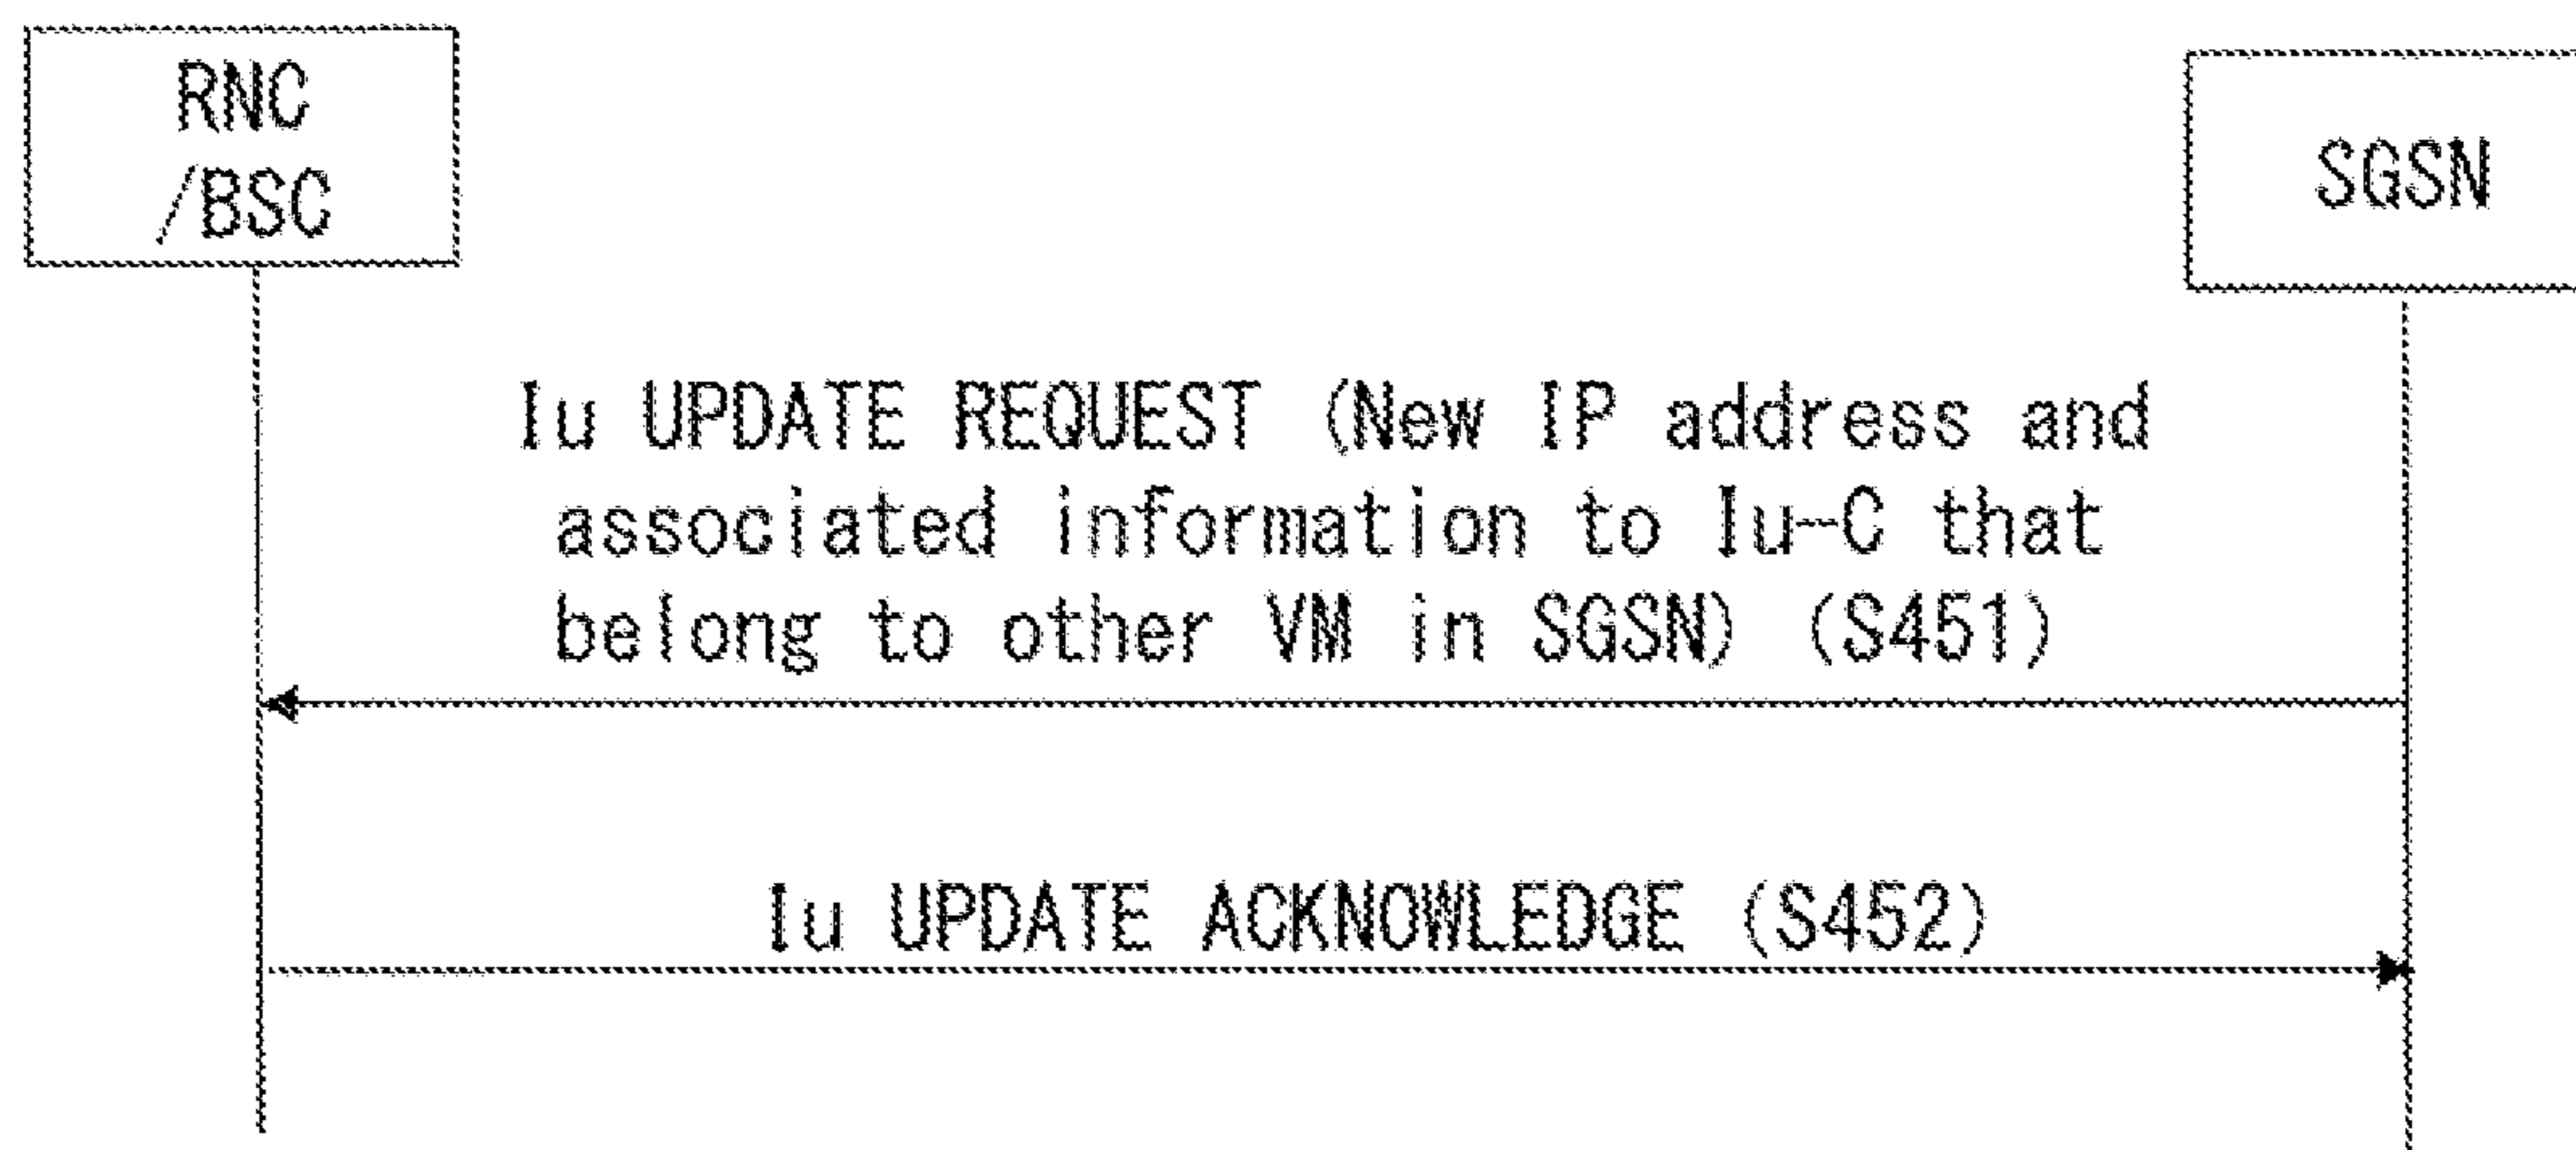 RNC
/BSC
SGSN
Iu UPDATE REQUEST (New IP address and
associated information to Iu-C that
belong to other VM in SGSN) (S451)
Iu UPDATE ACKNOWLEDGE (S452)